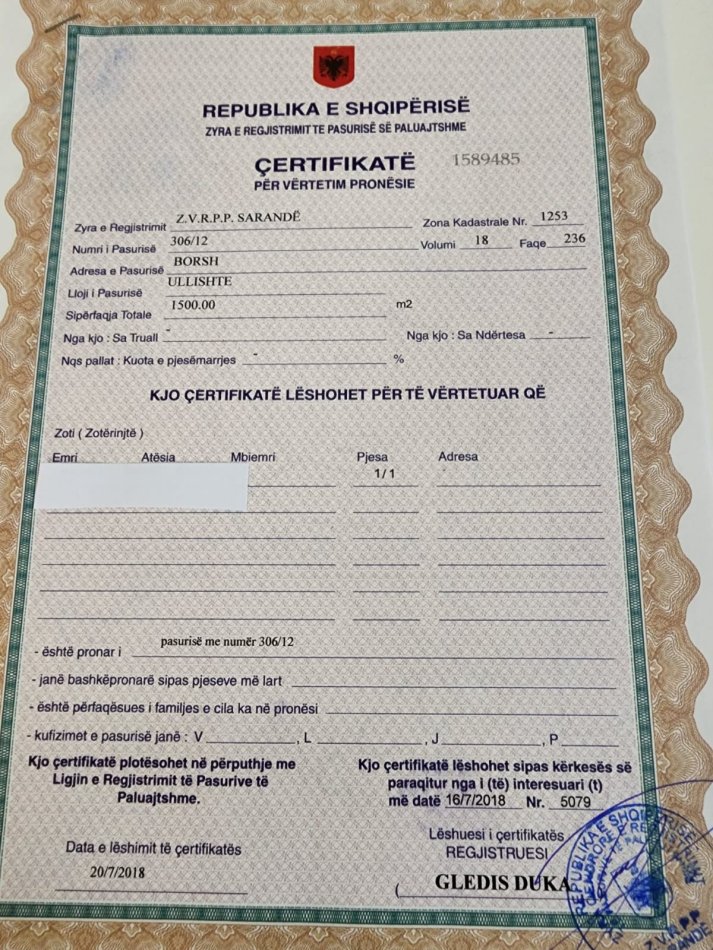 REPUBLIKA E SHQIPËRISË
ZYRA E REGJISTRIMIT TE PASURISË SË PALUAJTSHME
ÇERTIFIKATË 1589485
PËR VËRTETIM PRONËSIE
Zyra e Regjistrimit Z.V.R.P.P. SARANDË Zona Kadastrale Nr. 1253
Numri i Pasurisë 306/12 Volumi 18 Faqe 236
Adresa e Pasurisë BORSH
Lloji i Pasurisë ULLISHTE
Sipërfaqja Totale 1500.00 m2
Nga kjo : Sa Truall - Nga kjo : Sa Ndërtesa -
Nqs pallat : Kuota e pjesëmarrjes - %
KJO ÇERTIFIKATË LËSHOHET PËR TË VËRTETUAR QË
Zoti ( Zotërinjtë )
Emri Atësia Mbiemri Pjesa Adresa
1/1
- është pronar i pasurisë me numër 306/12
- janë bashkëpronarë sipas pjeseve më lart
- është përfaqësues i familjes e cila ka në pronësi
- kufizimet e pasurisë janë : V , L , J , P
Kjo çertifikatë plotësohet në përputhje me
Ligjin e Regjistrimit të Pasurive të
Paluajtshme.
Kjo çertifikatë lëshohet sipas kërkesës së
paraqitur nga i (të) interesuari (t)
më datë 16/7/2018 Nr. 5079
Data e lëshimit të çertifikatës
20/7/2018
Lëshuesi i çertifikatës
REGJISTRUESI
( GLEDIS DUKA
REPUBLIKA E SHQIPERISE